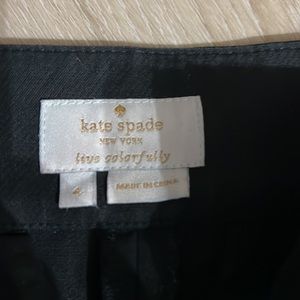 kate spade
NEW YORK
live colorfully
4
MADE IN CHINA